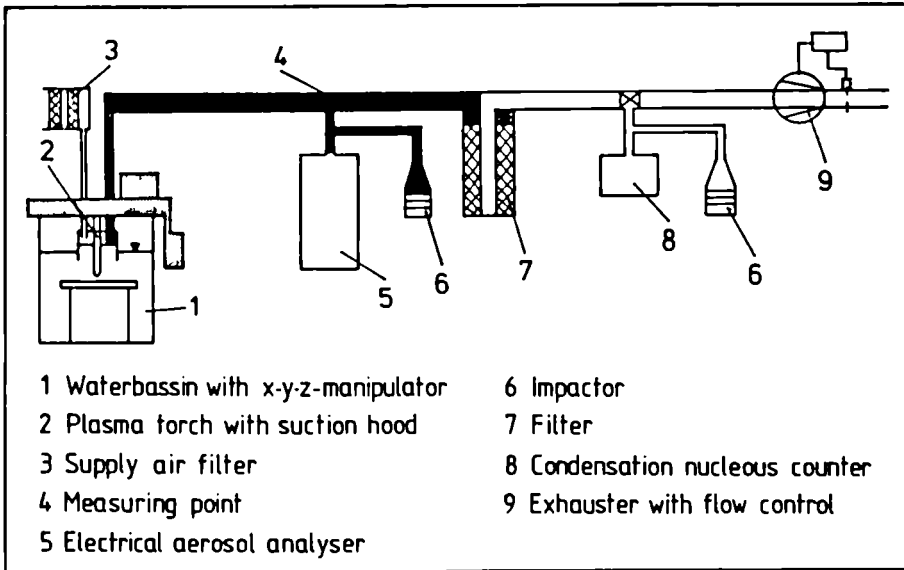 3
4
2
9
1
5
6
7
8
6
1 Waterbassin with x-y-z-manipulator
2 Plasma torch with suction hood
3 Supply air filter
4 Measuring point
5 Electrical aerosol analyser
6 Impactor
7 Filter
8 Condensation nucleous counter
9 Exhauster with flow control